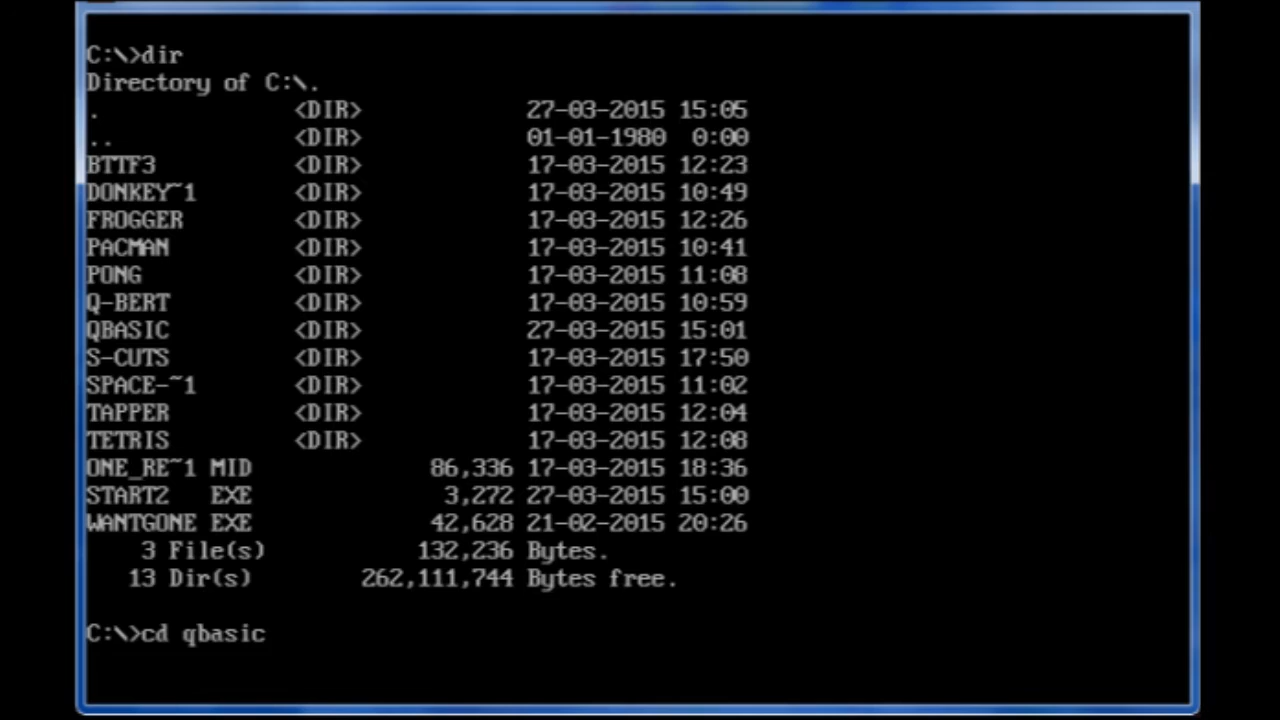 C:\>dir
Directory of C:\.
. <DIR> 27-03-2015 15:05
.. <DIR> 01-01-1980 0:00
BTTF3 <DIR> 17-03-2015 12:23
DONKEY~1 <DIR> 17-03-2015 10:49
FROGGER <DIR> 17-03-2015 12:26
PACMAN <DIR> 17-03-2015 10:41
PONG <DIR> 17-03-2015 11:08
Q-BERT <DIR> 17-03-2015 10:59
QBASIC <DIR> 27-03-2015 15:01
S-CUTS <DIR> 17-03-2015 17:50
SPACE-~1 <DIR> 17-03-2015 11:02
TAPPER <DIR> 17-03-2015 12:04
TETRIS <DIR> 17-03-2015 12:08
ONE_RE~1 MID 86,336 17-03-2015 18:36
START2 EXE 3,272 27-03-2015 15:00
WANTGONE EXE 42,628 21-02-2015 20:26
3 File(s) 132,236 Bytes.
13 Dir(s) 262,111,744 Bytes free.
C:\>cd qbasic